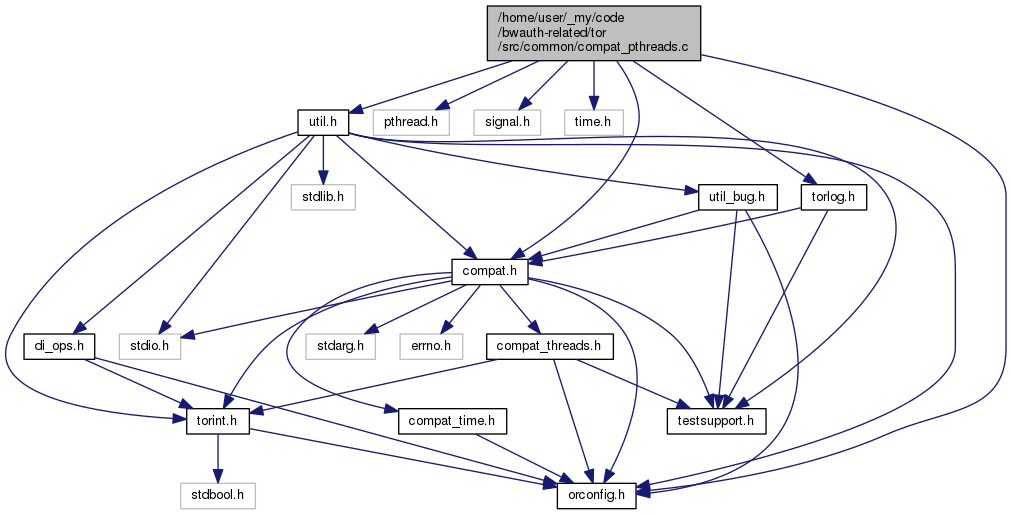 /home/user/_my/code
/bwauth-related/tor
/src/common/compat_pthreads.c
util.h
pthread.h
signal.h
time.h
stdlib.h
util_bug.h
torlog.h
compat.h
di_ops.h
stdio.h
stdarg.h
errno.h
compat_threads.h
torint.h
compat_time.h
testsupport.h
stdbool.h
orconfig.h